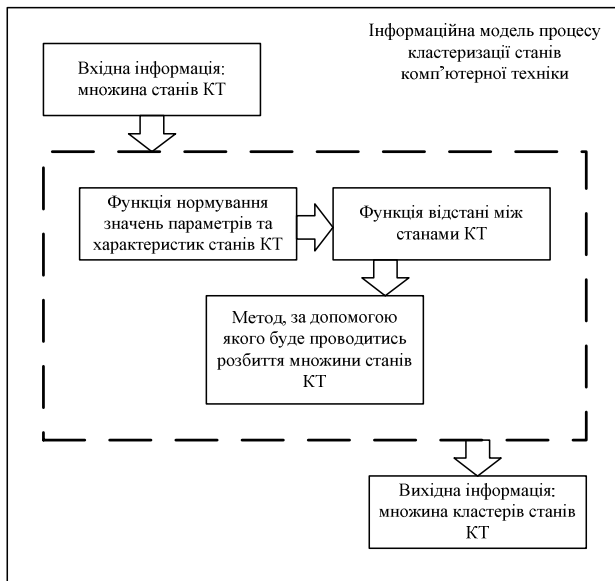 Інформаційна модель процесу
кластеризації станів
комп’ютерної техніки
Вхідна інформація:
множина станів КТ
Функція нормування
значень параметрів та
характеристик станів КТ
Функція відстані між
станами КТ
Метод, за допомогою
якого буде проводитись
розбиття множини станів
КТ
Вихідна інформація:
множина кластерів станів
КТ